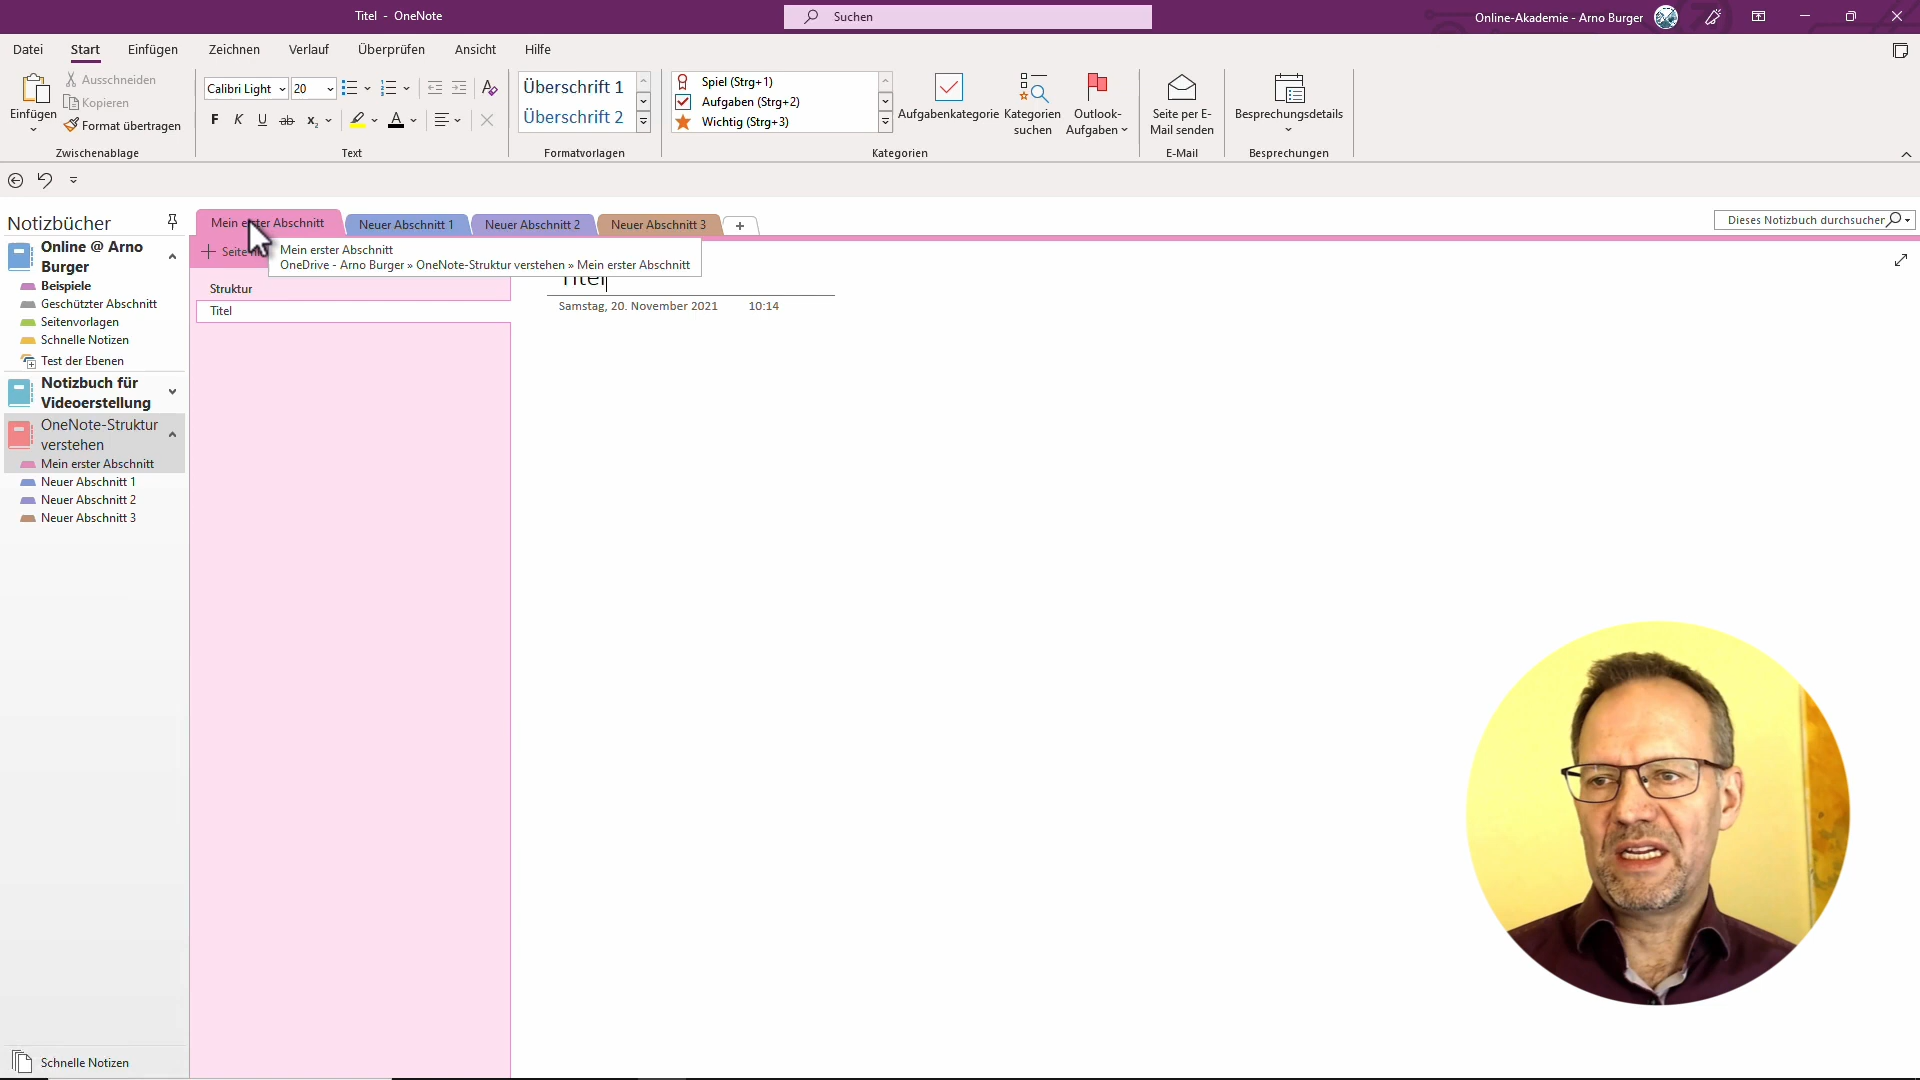 Titel - OneNote
Suchen
Online-Akademie - Arno Burger
Datei Start Einfügen Zeichnen Verlauf Überprüfen Ansicht Hilfe
Einfügen
Ausschneiden
Kopieren
Format übertragen
Zwischenablage
Calibri Light 20
F K U ab x₂ A
Text
Überschrift 1
Überschrift 2
Formatvorlagen
Spiel (Strg+1)
Aufgaben (Strg+2)
Wichtig (Strg+3)
Aufgabenkategorie
Kategorien
suchen
Outlook-
Aufgaben
Kategorien
Seite per E-
Mail senden
E-Mail
Besprechungsdetails
Besprechungen
Notizbücher
Online @ Arno
Burger
Beispiele
Geschützter Abschnitt
Seitenvorlagen
Schnelle Notizen
Test der Ebenen
Notizbuch für
Videoerstellung
OneNote-Struktur
verstehen
Mein erster Abschnitt
Neuer Abschnitt 1
Neuer Abschnitt 2
Neuer Abschnitt 3
Schnelle Notizen
Mein erster Abschnitt Neuer Abschnitt 1 Neuer Abschnitt 2 Neuer Abschnitt 3 +
Dieses Notizbuch durchsuchen
Seite
Mein erster Abschnitt
OneDrive - Arno Burger » OneNote-Struktur verstehen » Mein erster Abschnitt
Struktur
Titel
Titel
Samstag, 20. November 2021 10:14